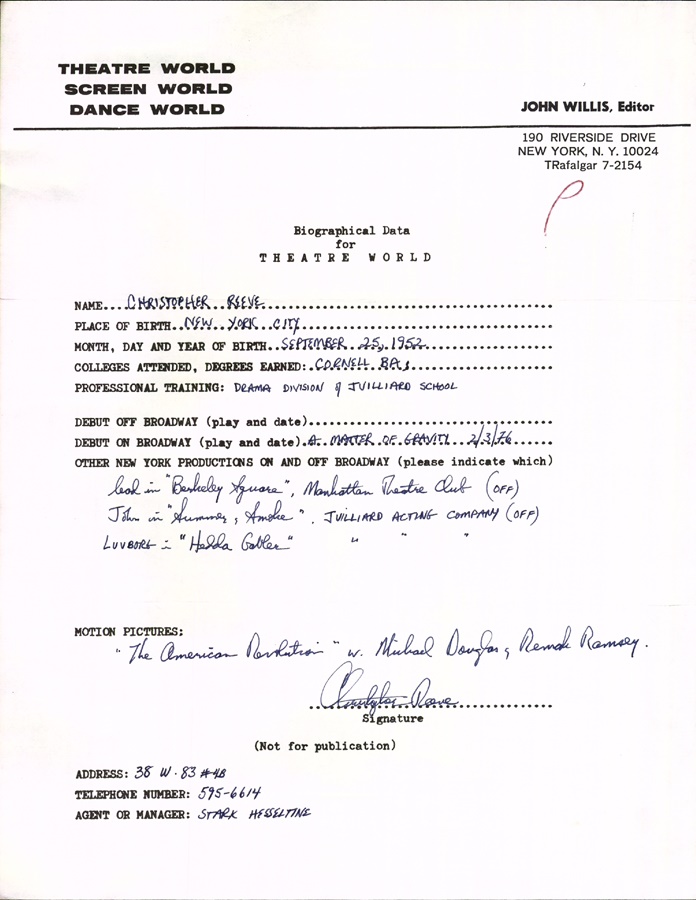 THEATRE WORLD
SCREEN WORLD
DANCE WORLD
JOHN WILLIS, Editor
190 RIVERSIDE DRIVE
NEW YORK, N. Y. 10024
TRafalgar 7-2154
P
Biographical Data
for
THEATRE WORLD
NAME....CHRISTOPHER REEVE
PLACE OF BIRTH..NEW YORK CITY
MONTH, DAY AND YEAR OF BIRTH..SEPTEMBER 25, 1952
COLLEGES ATTENDED, DEGREES EARNED: CORNELL BA,
PROFESSIONAL TRAINING: DRAMA DIVISION of JUILLIARD SCHOOL
DEBUT OFF BROADWAY (play and date)
DEBUT ON BROADWAY (play and date).A MATTER OF GRAVITY 2/3/76
OTHER NEW YORK PRODUCTIONS ON AND OFF BROADWAY (please indicate which)
lead in "Berkeley Square", Manhattan Theatre Club (OFF)
John in "Summer & Smoke". JUILLIARD ACTING COMPANY (OFF)
LUVBORG in "Hedda Gabler" " " "
MOTION PICTURES:
"The American Revolution" w. Michael Douglas & Remak Ramsey.
Christopher Reeve
Signature
(Not for publication)
ADDRESS: 38 W. 83 #4B
TELEPHONE NUMBER: 595-6614
AGENT OR MANAGER: STARK HESSELTINE